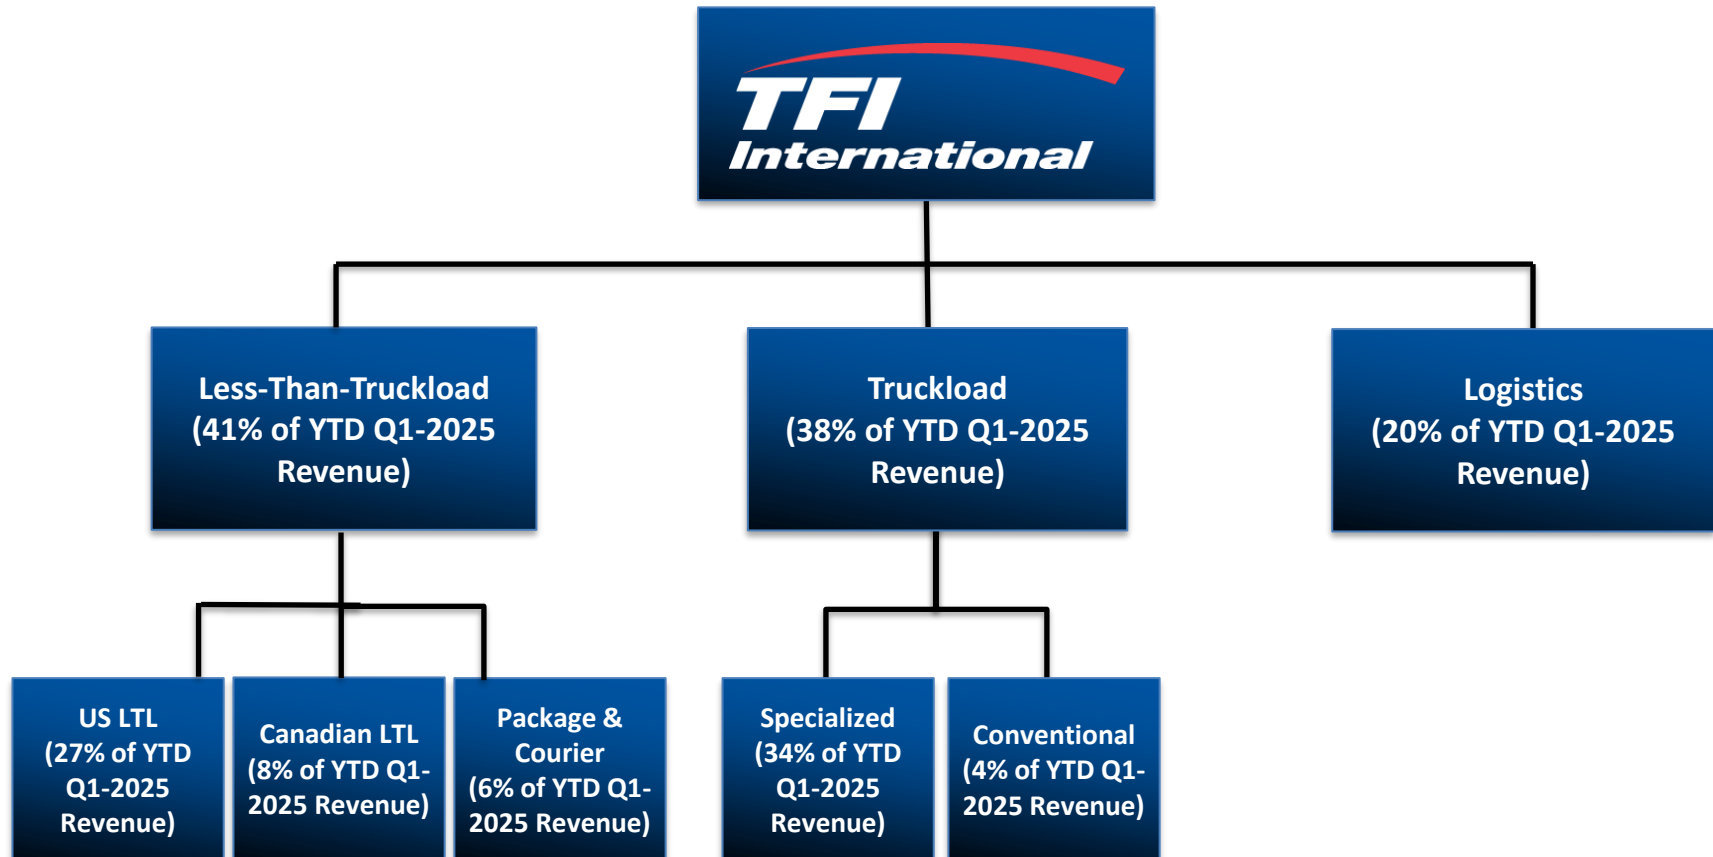 TFI
International
Less-Than-Truckload
(41% of YTD Q1-2025
Revenue)
Truckload
(38% of YTD Q1-2025
Revenue)
Logistics
(20% of YTD Q1-2025
Revenue)
US LTL
(27% of YTD
Q1-2025
Revenue)
Canadian LTL
(8% of YTD Q1-
2025 Revenue)
Package &
Courier
(6% of YTD Q1-
2025 Revenue)
Specialized
(34% of YTD
Q1-2025
Revenue)
Conventional
(4% of YTD Q1-
2025 Revenue)